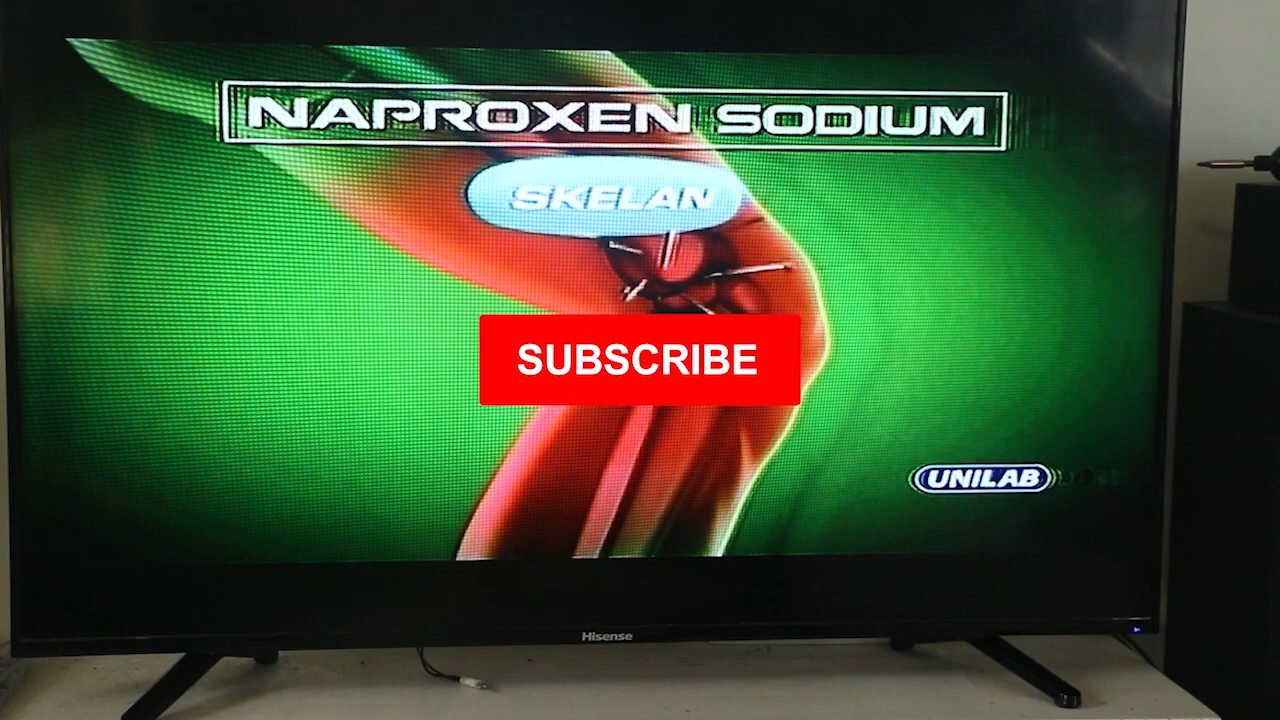 NAPROXEN SODIUM
SKELAN
SUBSCRIBE
UNILAB
Hisense